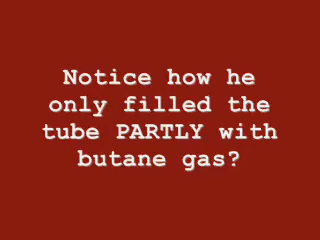 Notice how he
only filled the
tube PARTLY with
butane gas?